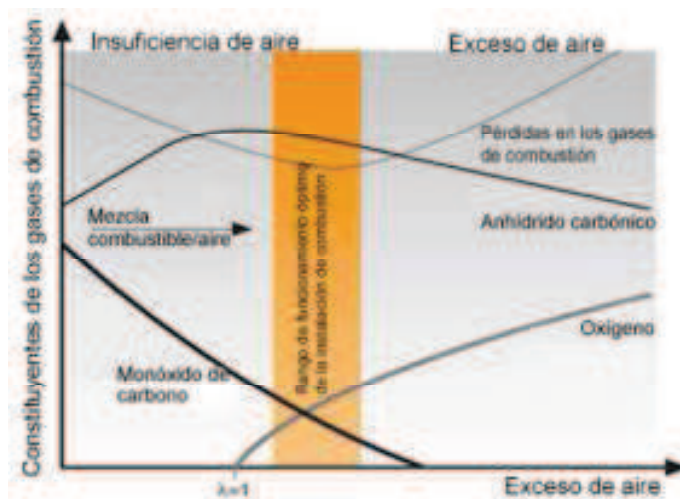 Constituyentes de los gases de combustión
Insuficiencia de aire
Exceso de aire
Pérdidas en los gases
de combustión
Mezcla
combustible/aire
Anhídrido carbónico
Rango de funcionamiento óptimo
de la instalación de combustión
Oxígeno
Monóxido de
carbono
λ=1
Exceso de aire